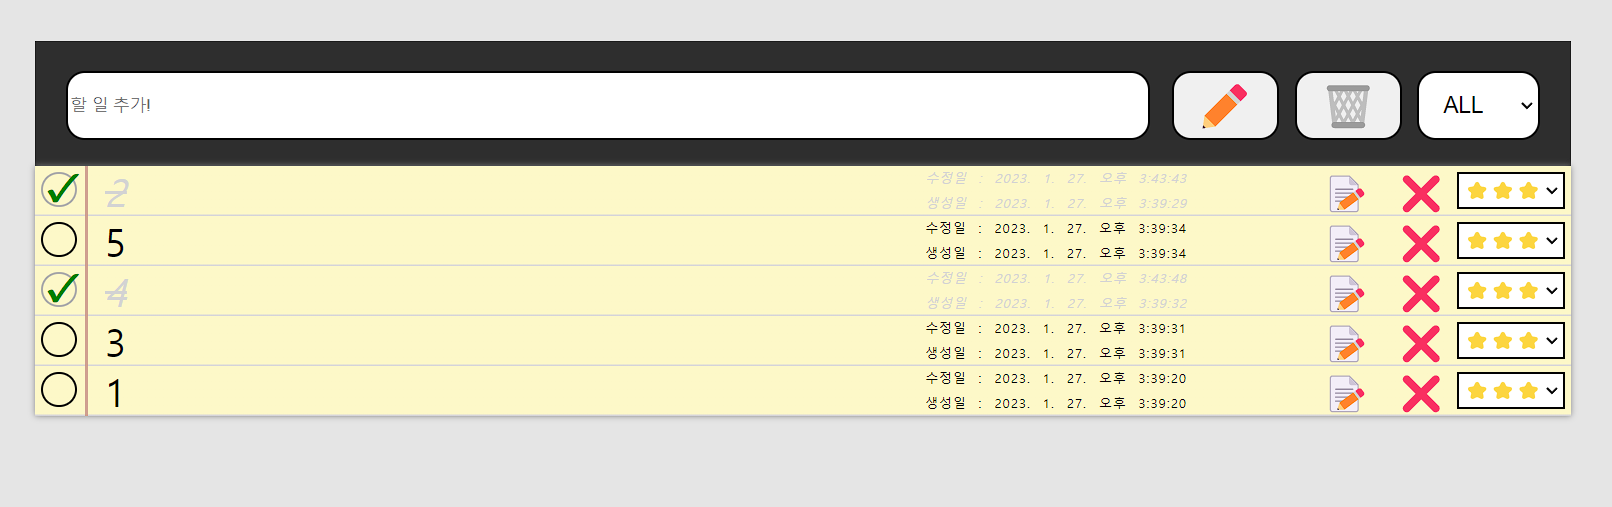 할 일 추가!
ALL
2
수정일 : 2023. 1. 27. 오후 3:43:43
생성일 : 2023. 1. 27. 오후 3:39:29
5
수정일 : 2023. 1. 27. 오후 3:39:34
생성일 : 2023. 1. 27. 오후 3:39:34
4
수정일 : 2023. 1. 27. 오후 3:43:48
생성일 : 2023. 1. 27. 오후 3:39:32
3
수정일 : 2023. 1. 27. 오후 3:39:31
생성일 : 2023. 1. 27. 오후 3:39:31
1
수정일 : 2023. 1. 27. 오후 3:39:20
생성일 : 2023. 1. 27. 오후 3:39:20